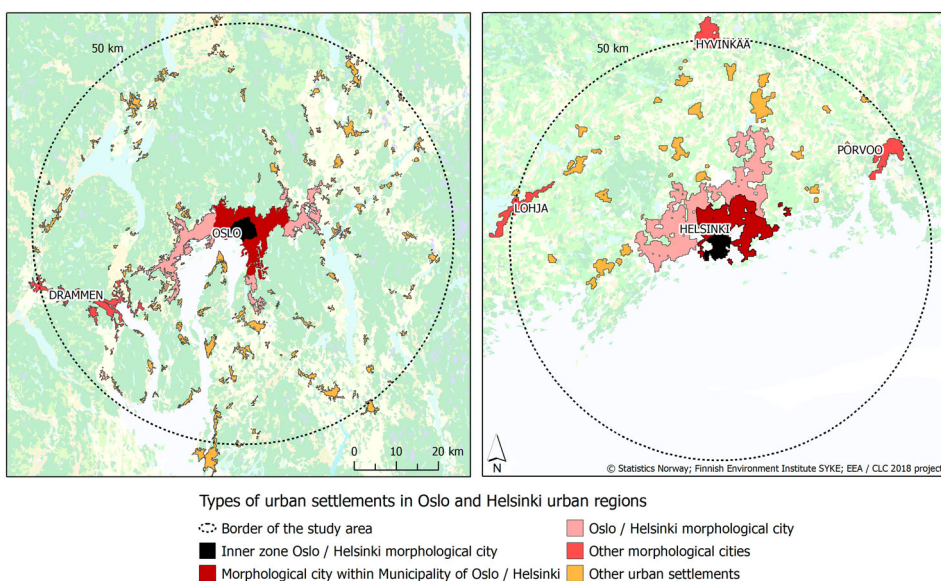 50 km
OSLO
DRAMMEN
0 10 20 km
50 km
HYVINKÄÄ
PORVOO
LOHJA
HELSINKI
N
© Statistics Norway; Finnish Environment Institute SYKE; EEA / CLC 2018 project
Types of urban settlements in Oslo and Helsinki urban regions
Border of the study area
Oslo / Helsinki morphological city
Inner zone Oslo / Helsinki morphological city
Other morphological cities
Morphological city within Municipality of Oslo / Helsinki
Other urban settlements